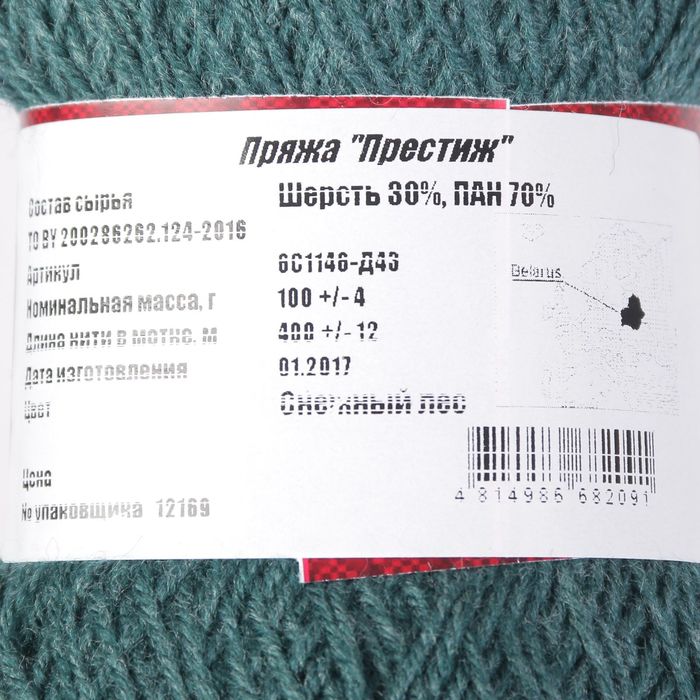 Пряжа "Престиж"
Состав сырья Шерсть 30%, ПАН 70%
ТО BY 200286262.124-2016
Артикул 6С1146-Д43
Номинальная масса, г 100 +/- 4
Длина нити в мотке, м 400 +/- 12
Дата изготовления 01.2017
Цвет Снежный лес
Belarus
Цена
№ упаковщика 12169
4 814986 682091